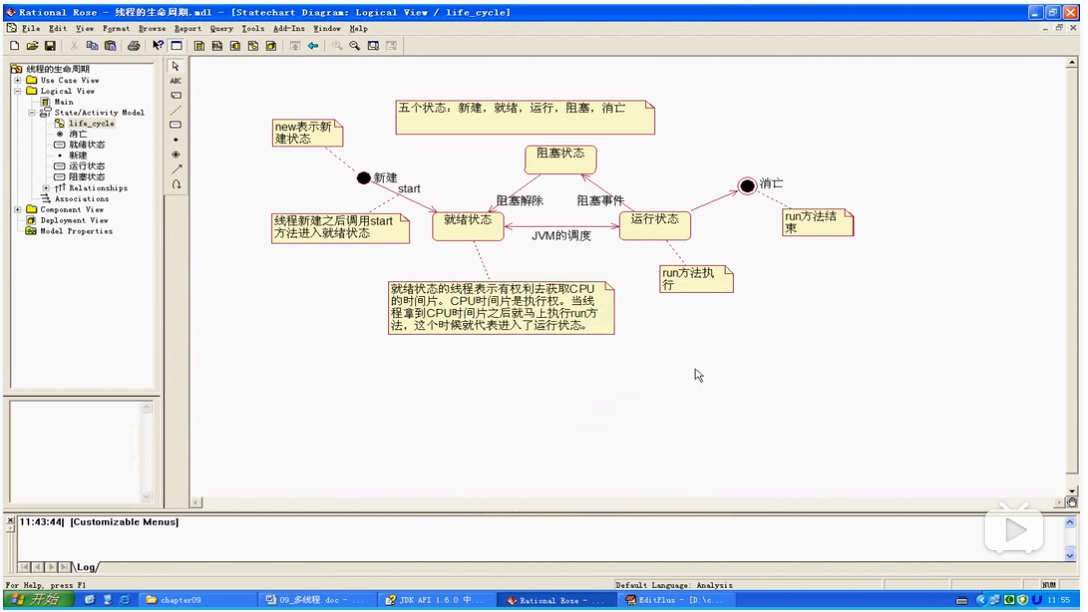 Rational Rose - 线程的生命周期.mdl - [Statechart Diagram: Logical View / life_cycle]
File Edit View Format Browse Report Query Tools Add-Ins Window Help
线程的生命周期
Use Case View
Logical View
Main
State/Activity Model
life_cycle
消亡
就绪状态
新建
运行状态
阻塞状态
Relationships
Associations
Component View
Deployment View
Model Properties
ABC
五个状态：新建，就绪，运行，阻塞，消亡
new表示新
建状态
阻塞状态
新建
start
消亡
阻塞解除
阻塞事件
线程新建之后调用start
方法进入就绪状态
就绪状态
运行状态
run方法结
束
JVM的调度
run方法执
行
就绪状态的线程表示有权利去获取CPU
的时间片。CPU时间片是执行权。当线
程拿到CPU时间片之后就马上执行run方
法，这个时候就代表进入了运行状态。
11:43:44| [Customizable Menus]
Log
For Help, press F1
Default Language: Analysis
NUM
开始
chapter09
09_多线程.doc - ...
JDK API 1.6.0 中...
Rational Rose - ...
EditPlus - [D:\c...
11:55